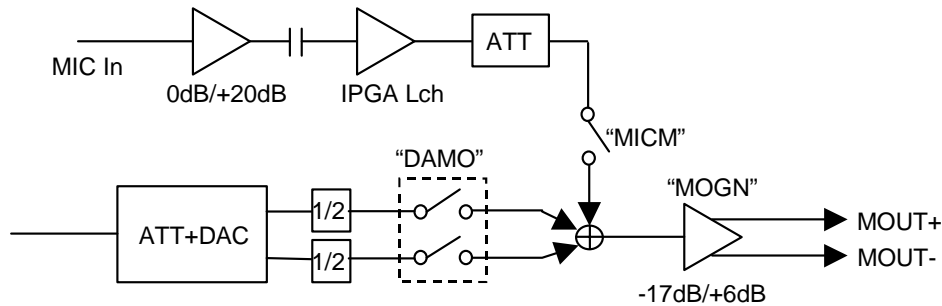 MIC In
0dB/+20dB
IPGA Lch
ATT
“MICM”
“DAMO”
ATT+DAC
1/2
1/2
“MOGN”
-17dB/+6dB
MOUT+
MOUT-